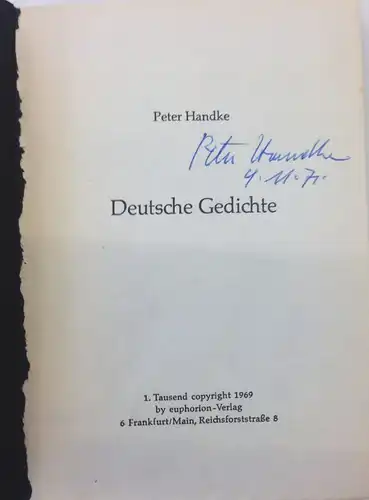 Peter Handke
Peter Handke
4. 11. 71.
Deutsche Gedichte
1. Tausend copyright 1969
by euphorion-Verlag
6 Frankfurt/Main, Reichsforststraße 8